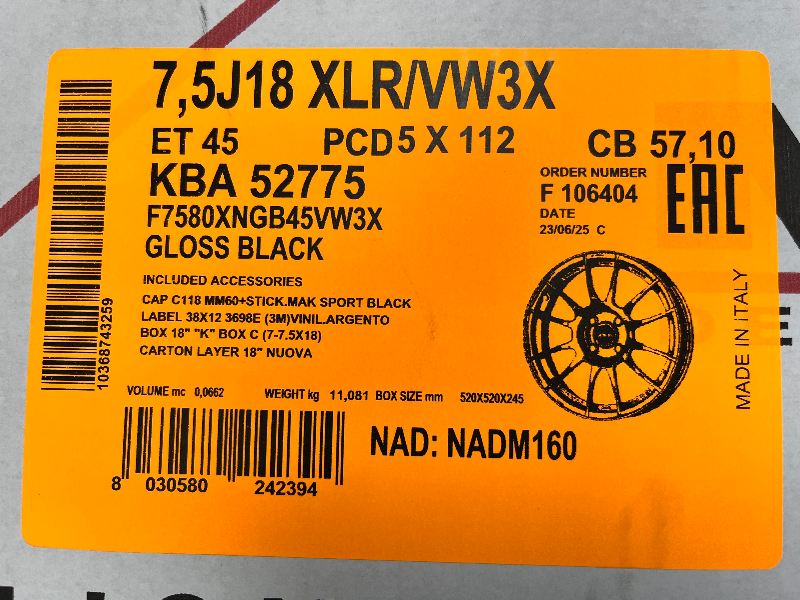 7,5J18 XLR/VW3X
ET 45 PCD 5 X 112 CB 57,10
KBA 52775
ORDER NUMBER
F 106404
EAC
F7580XNGB45VW3X
DATE
23/06/25 C
GLOSS BLACK
INCLUDED ACCESSORIES
CAP C118 MM60+STICK.MAK SPORT BLACK
LABEL 38X12 3698E (3M)VINIL.ARGENTO
BOX 18" "K" BOX C (7-7.5X18)
CARTON LAYER 18" NUOVA
10368743259
MADE IN iTALY
VOLUME mc 0,0662 WEIGHT kg 11,081 BOX SIZE mm 520X520X245
NAD: NADM160
8 030580 242394